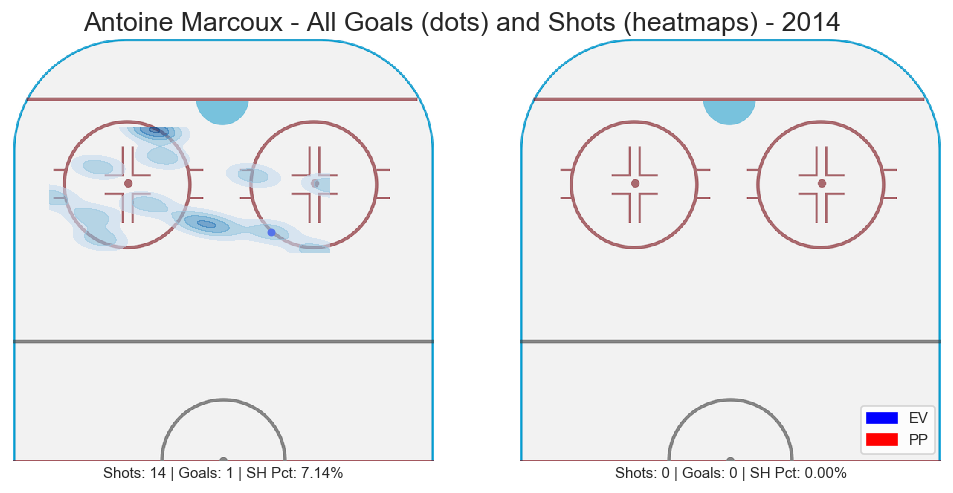 Antoine Marcoux - All Goals (dots) and Shots (heatmaps) - 2014
EV
PP
Shots: 14 | Goals: 1 | SH Pct: 7.14%
Shots: 0 | Goals: 0 | SH Pct: 0.00%